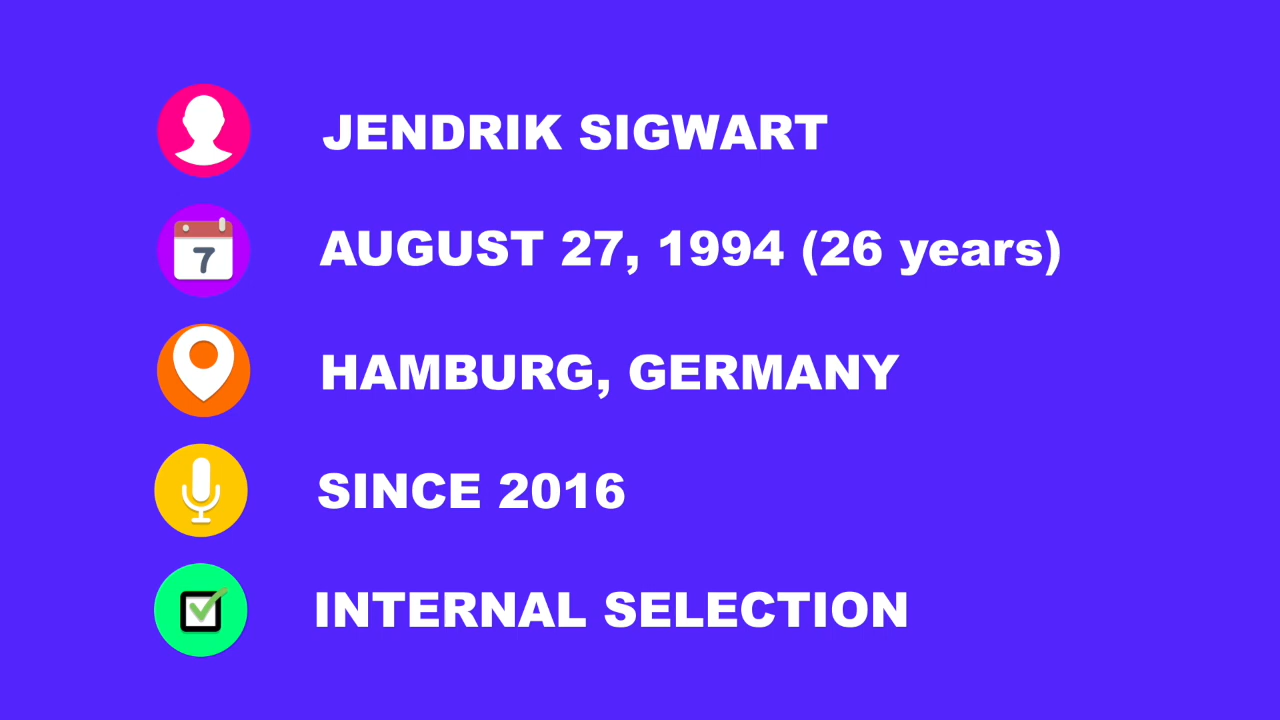 JENDRIK SIGWART
7
AUGUST 27, 1994 (26 years)
HAMBURG, GERMANY
SINCE 2016
INTERNAL SELECTION